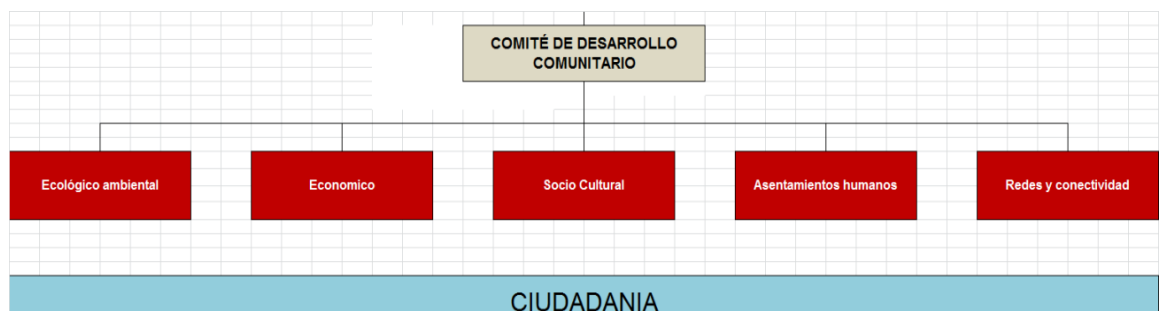 COMITÉ DE DESARROLLO
COMUNITARIO
Ecológico ambiental
Economico
Socio Cultural
Asentamientos humanos
Redes y conectividad
CIUDADANIA